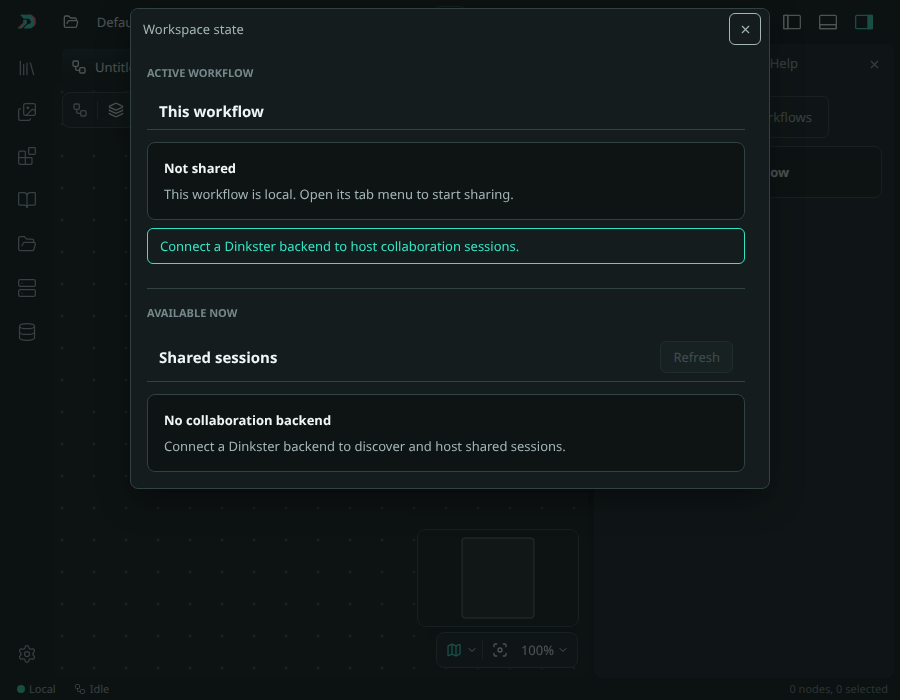 Workspace state
ACTIVE WORKFLOW
This workflow
Not shared
This workflow is local. Open its tab menu to start sharing.
Connect a Dinkster backend to host collaboration sessions.
AVAILABLE NOW
Shared sessions
Refresh
No collaboration backend
Connect a Dinkster backend to discover and host shared sessions.
Help
100%
Local
Idle
0 nodes, 0 selected